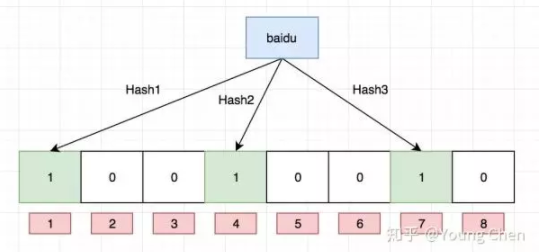 baidu
Hash1
Hash2
Hash3
1 0 0 1 0 0 1 0
1 2 3 4 5 6 7 8
知乎 @Young Chen